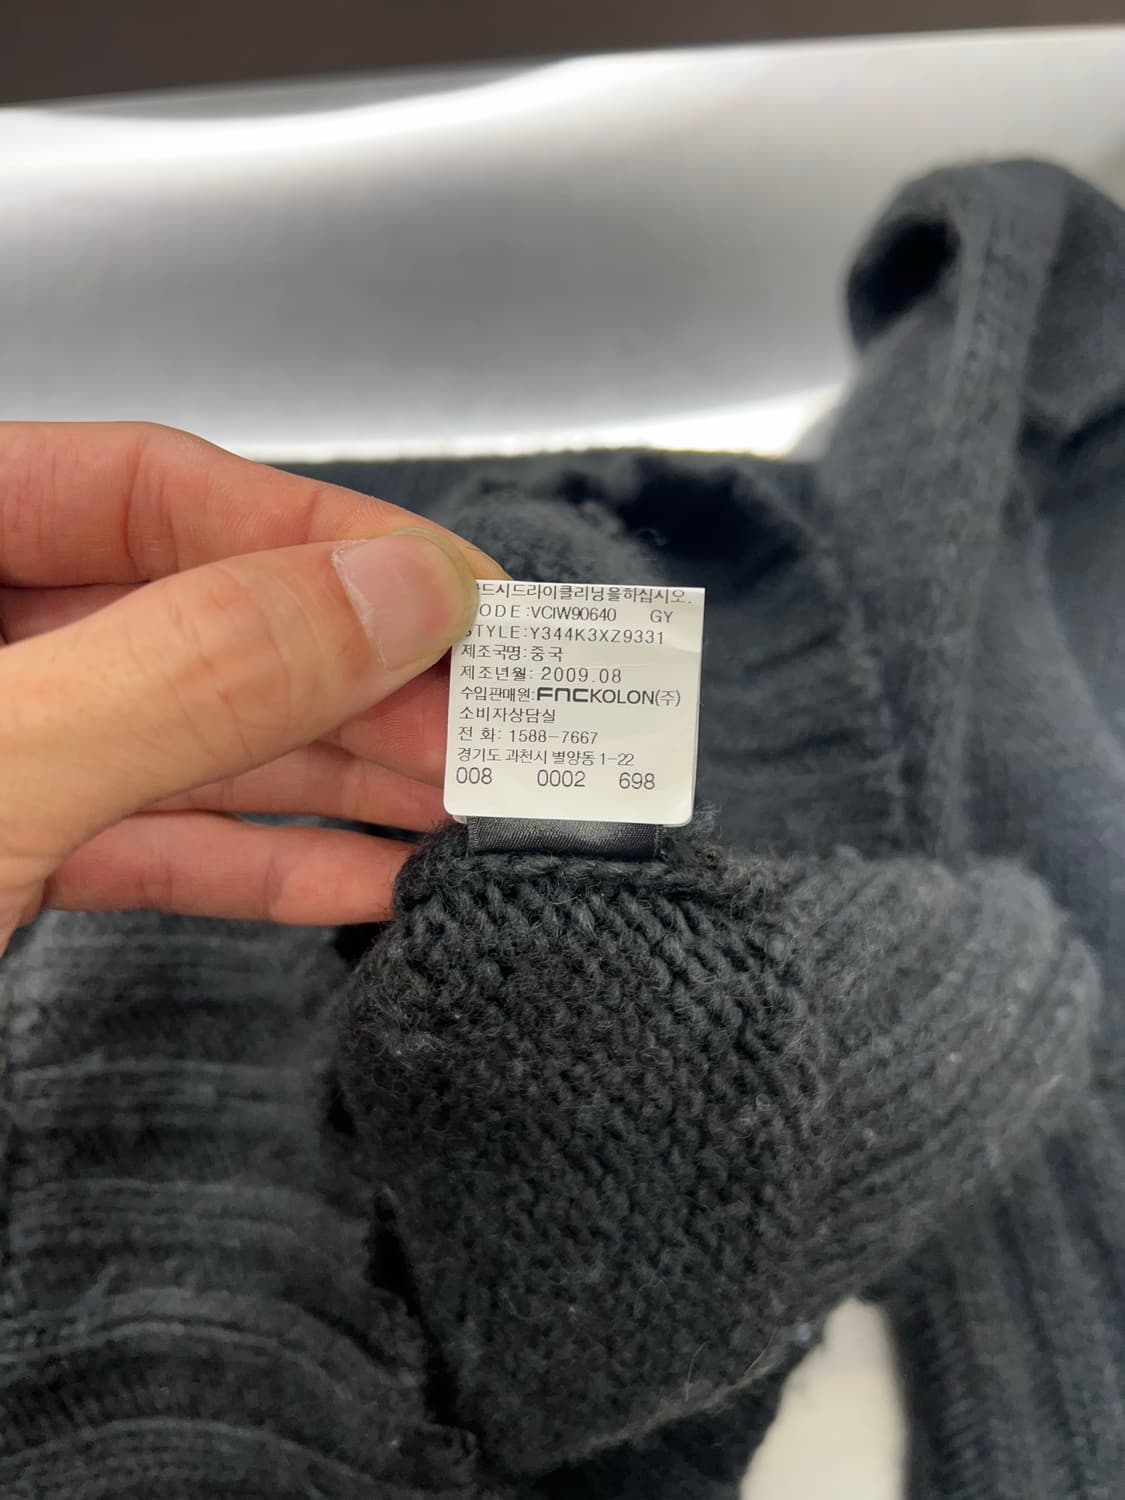 드시드라이클리닝을하십시오.
ODE:VCIW90640 GY
STYLE:Y344K3XZ9331
제조국명:중국
제조년월: 2009.08
수입판매원:FNCKOLON(주)
소비자상담실
전 화: 1588-7667
경기도 과천시 별양동 1-22
008 0002 698